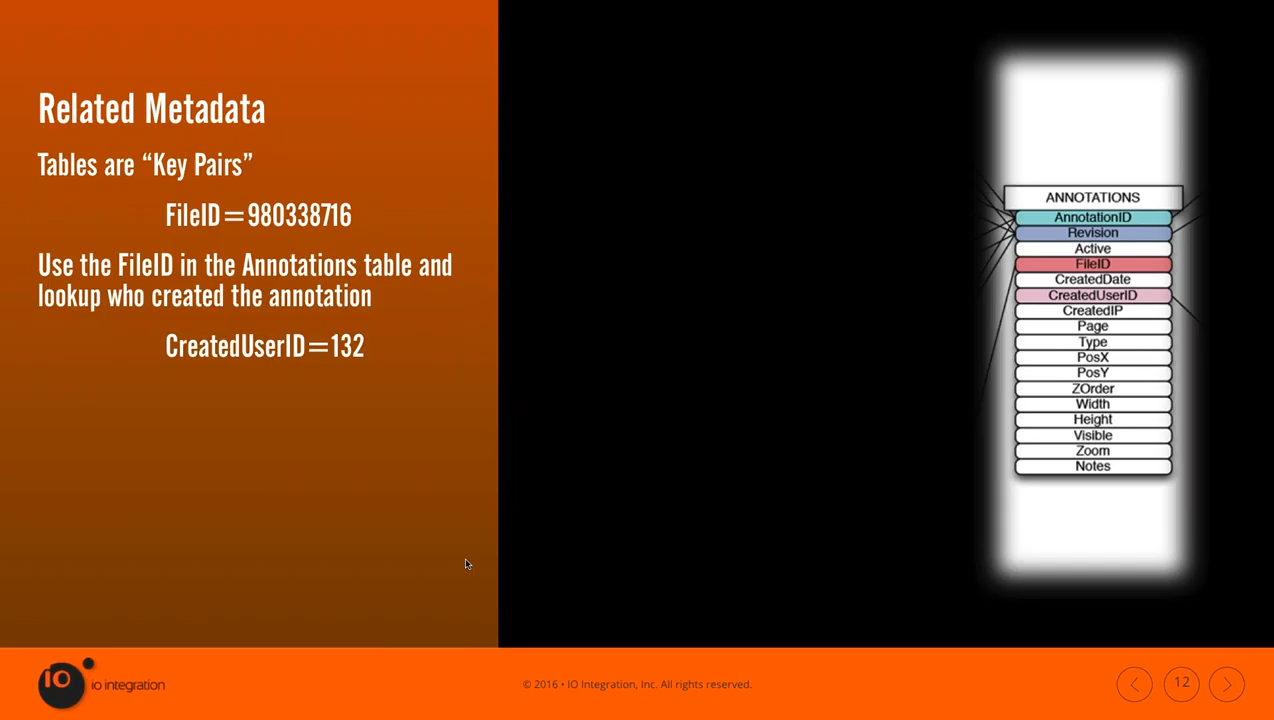 Related Metadata
Tables are “Key Pairs”
FileID=980338716
Use the FileID in the Annotations table and
lookup who created the annotation
CreatedUserID=132
ANNOTATIONS
AnnotationID
Revision
Active
FileID
CreatedDate
CreatedUserID
CreatedIP
Page
Type
PosX
PosY
ZOrder
Width
Height
Visible
Zoom
Notes
IO
io integration
© 2016 • IO Integration, Inc. All rights reserved.
12